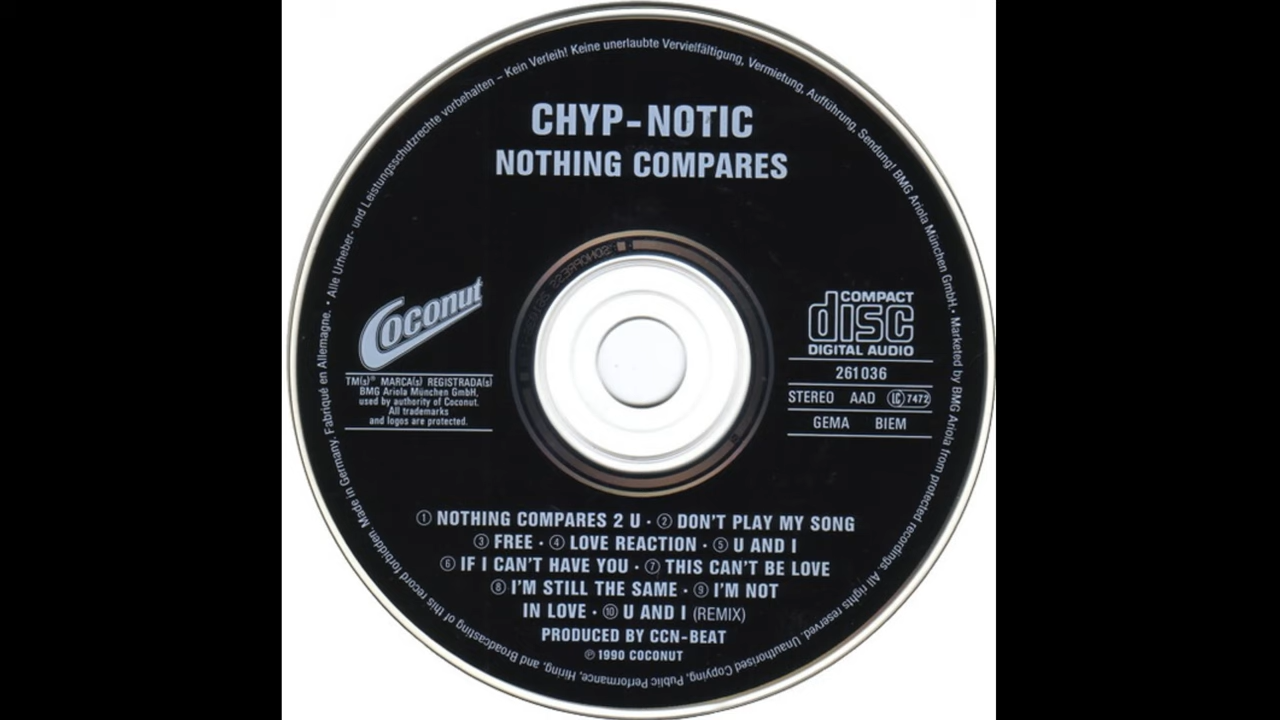 CHYP-NOTIC
NOTHING COMPARES
Coconut
TM(s)® MARCA(s) REGISTRADA(s)
BMG Ariola München GmbH,
used by authority of Coconut.
All trademarks
and logos are protected.
COMPACT
disc
DIGITAL AUDIO
261 036
STEREO AAD LC 7472
GEMA BIEM
① NOTHING COMPARES 2 U · ② DON'T PLAY MY SONG
③ FREE · ④ LOVE REACTION · ⑤ U AND I
⑥ IF I CAN'T HAVE YOU · ⑦ THIS CAN'T BE LOVE
⑧ I'M STILL THE SAME · ⑨ I'M NOT
IN LOVE · ⑩ U AND I (REMIX)
PRODUCED BY CCN-BEAT
℗ 1990 COCONUT
Made in Germany. Fabriqué en Allemagne. • Alle Urheber- und Leistungsschutzrechte vorbehalten – Kein Verleih! Keine unerlaubte Vervielfältigung, Vermietung, Aufführung, Sendung! BMG Ariola München GmbH. • Marketed by BMG Ariola from protected recordings. All rights reserved. Unauthorised Copying, Public Performance, Hiring, and Broadcasting of this record forbidden.